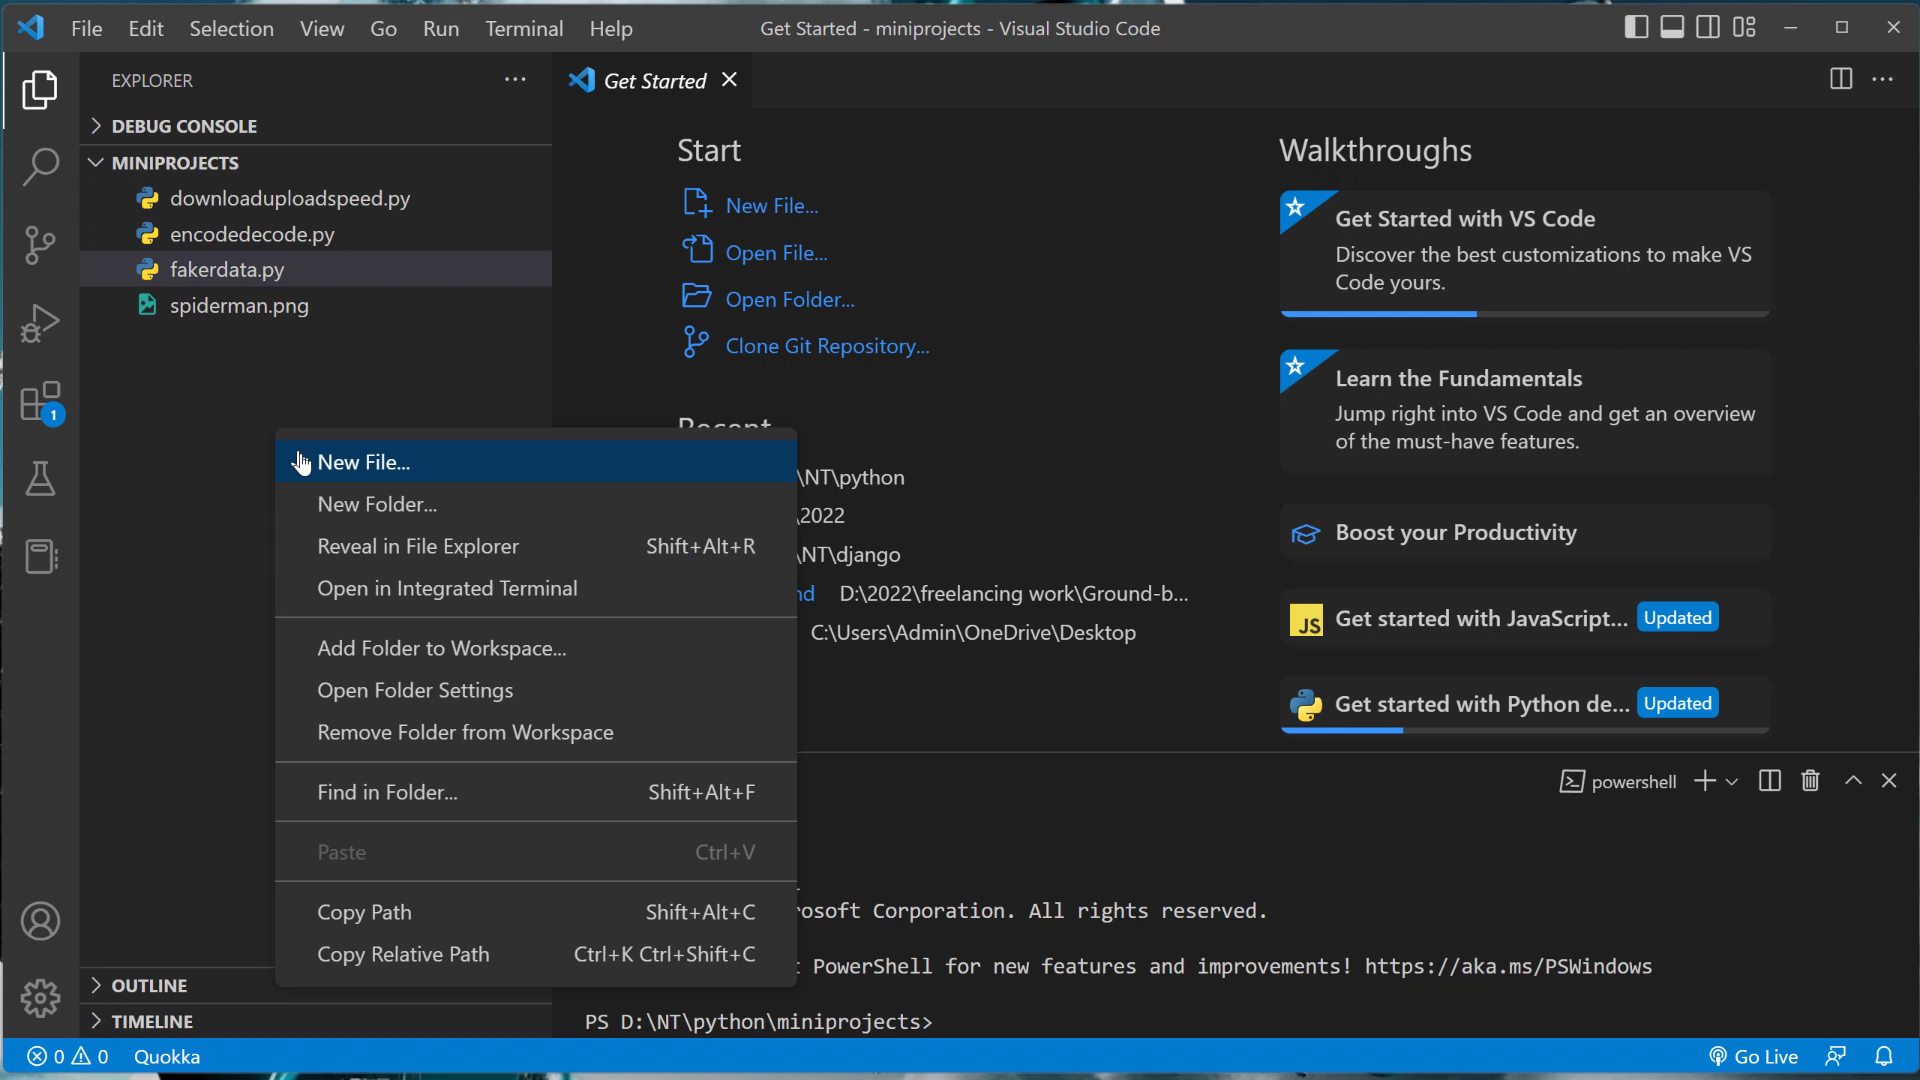 File Edit Selection View Go Run Terminal Help
Get Started - miniprojects - Visual Studio Code
EXPLORER
DEBUG CONSOLE
MINIPROJECTS
downloaduploadspeed.py
encodedecode.py
fakerdata.py
spiderman.png
OUTLINE
TIMELINE
1
Get Started
Start
New File...
Open File...
Open Folder...
Clone Git Repository...
Recent
\NT\python
\2022
\NT\django
nd D:\2022\freelancing work\Ground-b...
C:\Users\Admin\OneDrive\Desktop
Walkthroughs
Get Started with VS Code
Discover the best customizations to make VS
Code yours.
Learn the Fundamentals
Jump right into VS Code and get an overview
of the must-have features.
Boost your Productivity
JS Get started with JavaScript... Updated
Get started with Python de... Updated
New File...
New Folder...
Reveal in File Explorer Shift+Alt+R
Open in Integrated Terminal
Add Folder to Workspace...
Open Folder Settings
Remove Folder from Workspace
Find in Folder... Shift+Alt+F
Paste Ctrl+V
Copy Path Shift+Alt+C
Copy Relative Path Ctrl+K Ctrl+Shift+C
powershell
rosoft Corporation. All rights reserved.
t PowerShell for new features and improvements! https://aka.ms/PSWindows
PS D:\NT\python\miniprojects>
0 0 Quokka
Go Live